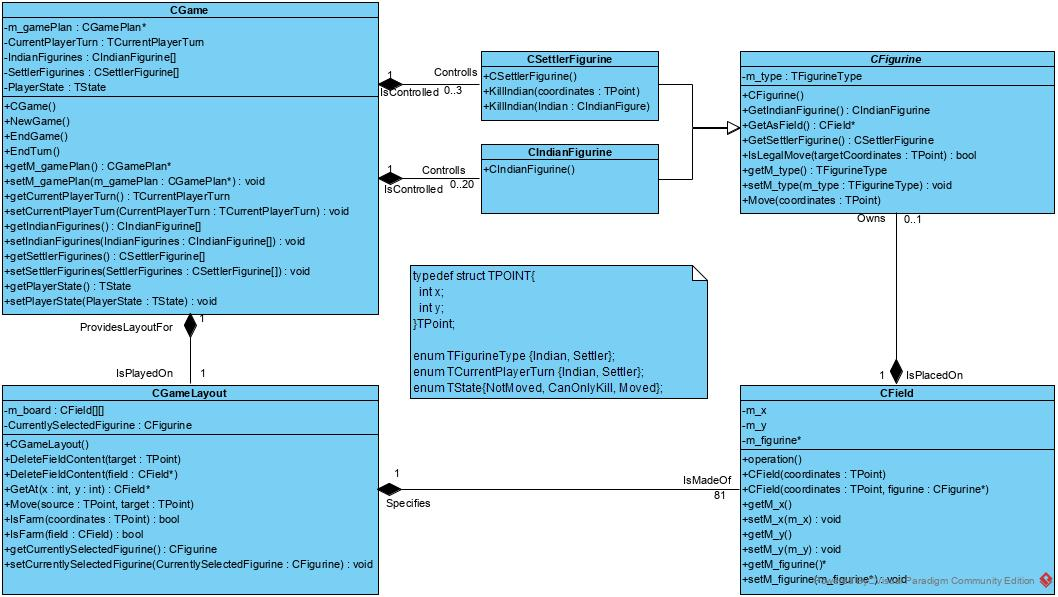 CGame
-m_gamePlan : CGamePlan*
-CurrentPlayerTurn : TCurrentPlayerTurn
-IndianFigurines : CIndianFigurine[]
-SettlerFigurines : CSettlerFigurine[]
-PlayerState : TState
+CGame()
+NewGame()
+EndGame()
+EndTurn()
+getM_gamePlan() : CGamePlan*
+setM_gamePlan(m_gamePlan : CGamePlan*) : void
+getCurrentPlayerTurn() : TCurrentPlayerTurn
+setCurrentPlayerTurn(CurrentPlayerTurn : TCurrentPlayerTurn) : void
+getIndianFigurines() : CIndianFigurine[]
+setIndianFigurines(IndianFigurines : CIndianFigurine[]) : void
+getSettlerFigurines() : CSettlerFigurine[]
+setSettlerFigurines(SettlerFigurines : CSettlerFigurine[]) : void
+getPlayerState() : TState
+setPlayerState(PlayerState : TState) : void
1
Controlls
IsControlled
0..3
1
Controlls
IsControlled
0..20
CSettlerFigurine
+CSettlerFigurine()
+KillIndian(coordinates : TPoint)
+KillIndian(Indian : CIndianFigure)
CIndianFigurine
+CIndianFigurine()
CFigurine
-m_type : TFigurineType
+CFigurine()
+GetIndianFigurine() : CIndianFigurine
+GetAsField() : CField*
+GetSettlerFigurine() : CSettlerFigurine
+IsLegalMove(targetCoordinates : TPoint) : bool
+getM_type() : TFigurineType
+setM_type(m_type : TFigurineType) : void
+Move(coordinates : TPoint)
Owns
0..1
typedef struct TPOINT{
int x;
int y;
}TPoint;
enum TFigurineType {Indian, Settler};
enum TCurrentPlayerTurn {Indian, Settler};
enum TState{NotMoved, CanOnlyKill, Moved};
1
ProvidesLayoutFor
IsPlayedOn
1
1
IsPlacedOn
CGameLayout
-m_board : CField[][]
-CurrentlySelectedFigurine : CFigurine
+CGameLayout()
+DeleteFieldContent(target : TPoint)
+DeleteFieldContent(field : CField*)
+GetAt(x : int, y : int) : CField*
+Move(source : TPoint, target : TPoint)
+IsFarm(coordinates : TPoint) : bool
+IsFarm(field : CField) : bool
+getCurrentlySelectedFigurine() : CFigurine
+setCurrentlySelectedFigurine(CurrentlySelectedFigurine : CFigurine) : void
1
Specifies
IsMadeOf
81
CField
-m_x
-m_y
-m_figurine*
+operation()
+CField(coordinates : TPoint)
+CField(coordinates : TPoint, figurine : CFigurine*)
+getM_x()
+setM_x(m_x) : void
+getM_y()
+setM_y(m_y) : void
+getM_figurine()*
+setM_figurine(m_figurine*) : void
Powered By Visual Paradigm Community Edition